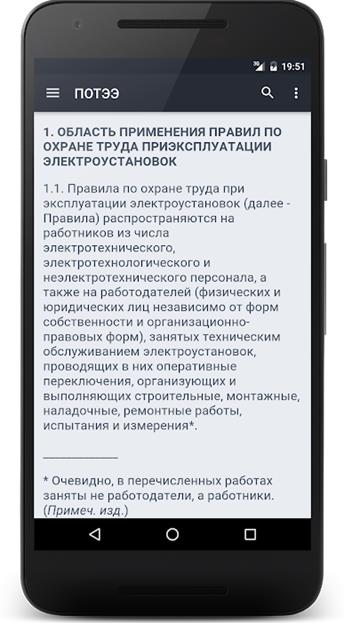 3G 19:51
ПОТЭЭ
1. ОБЛАСТЬ ПРИМЕНЕНИЯ ПРАВИЛ ПО
ОХРАНЕ ТРУДА ПРИЭКСПЛУАТАЦИИ
ЭЛЕКТРОУСТАНОВОК
1.1. Правила по охране труда при
эксплуатации электроустановок (далее -
Правила) распространяются на
работников из числа
электротехнического,
электротехнологического и
неэлектротехнического персонала, а
также на работодателей (физических и
юридических лиц независимо от форм
собственности и организационно-
правовых форм), занятых техническим
обслуживанием электроустановок,
проводящих в них оперативные
переключения, организующих и
выполняющих строительные, монтажные,
наладочные, ремонтные работы,
испытания и измерения*.
____________
* Очевидно, в перечисленных работах
заняты не работодатели, а работники.
(Примеч. изд.)